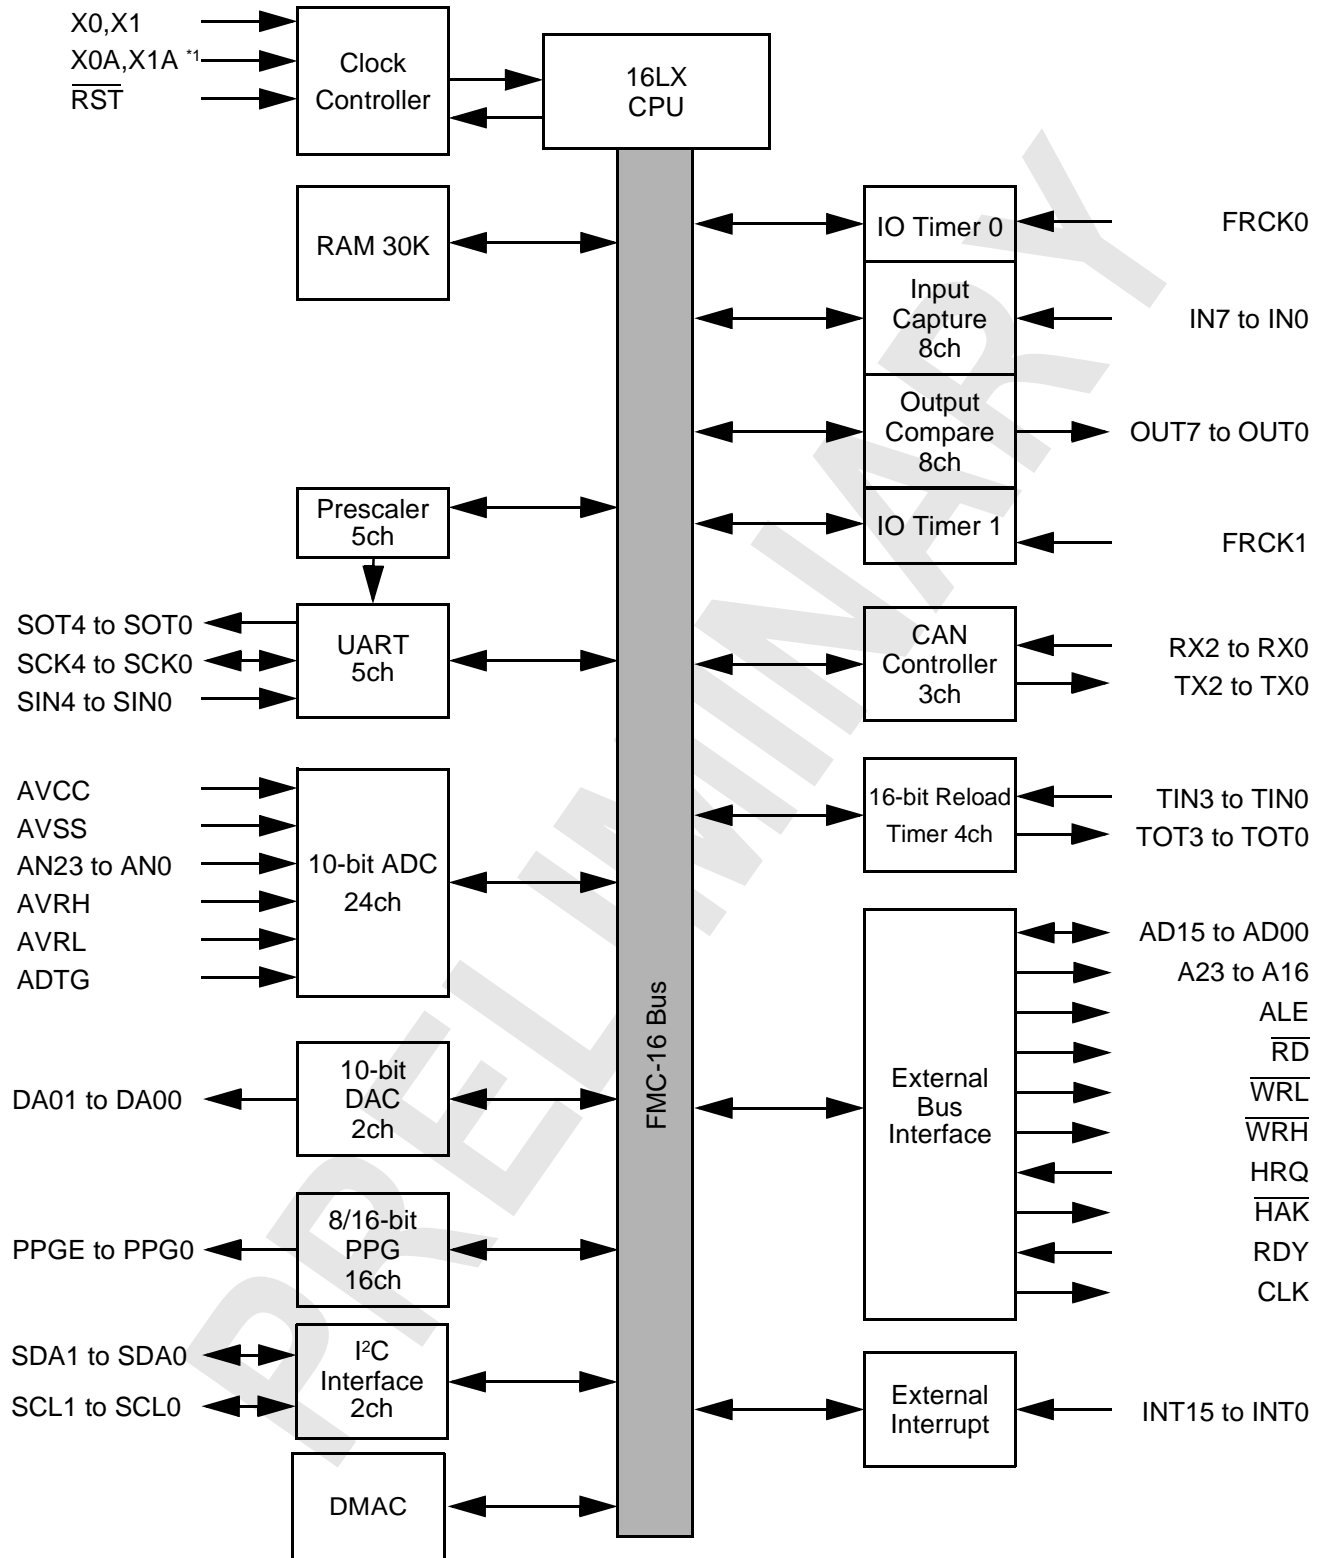 X0,X1
X0A,X1A *1
RST
Clock
Controller
16LX
CPU
RAM 30K
IO Timer 0
FRCK0
Input
Capture
8ch
IN7 to IN0
Output
Compare
8ch
OUT7 to OUT0
IO Timer 1
FRCK1
Prescaler
5ch
SOT4 to SOT0
SCK4 to SCK0
SIN4 to SIN0
UART
5ch
CAN
Controller
3ch
RX2 to RX0
TX2 to TX0
AVCC
AVSS
AN23 to AN0
AVRH
AVRL
ADTG
10-bit ADC
24ch
16-bit Reload
Timer 4ch
TIN3 to TIN0
TOT3 to TOT0
FMC-16 Bus
External
Bus
Interface
AD15 to AD00
A23 to A16
ALE
RD
WRL
WRH
HRQ
HAK
RDY
CLK
DA01 to DA00
10-bit
DAC
2ch
PPGE to PPG0
8/16-bit
PPG
16ch
SDA1 to SDA0
SCL1 to SCL0
I²C
Interface
2ch
External
Interrupt
INT15 to INT0
DMAC
PRELIMINARY